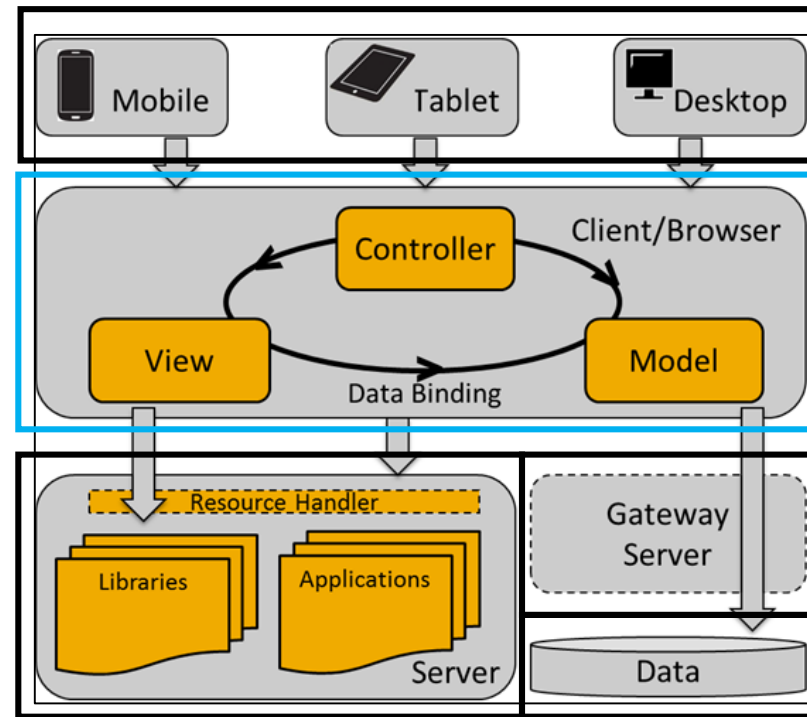 Mobile
Tablet
Desktop
Controller
Client/Browser
View
Model
Data Binding
Resource Handler
Libraries
Applications
Server
Gateway
Server
Data